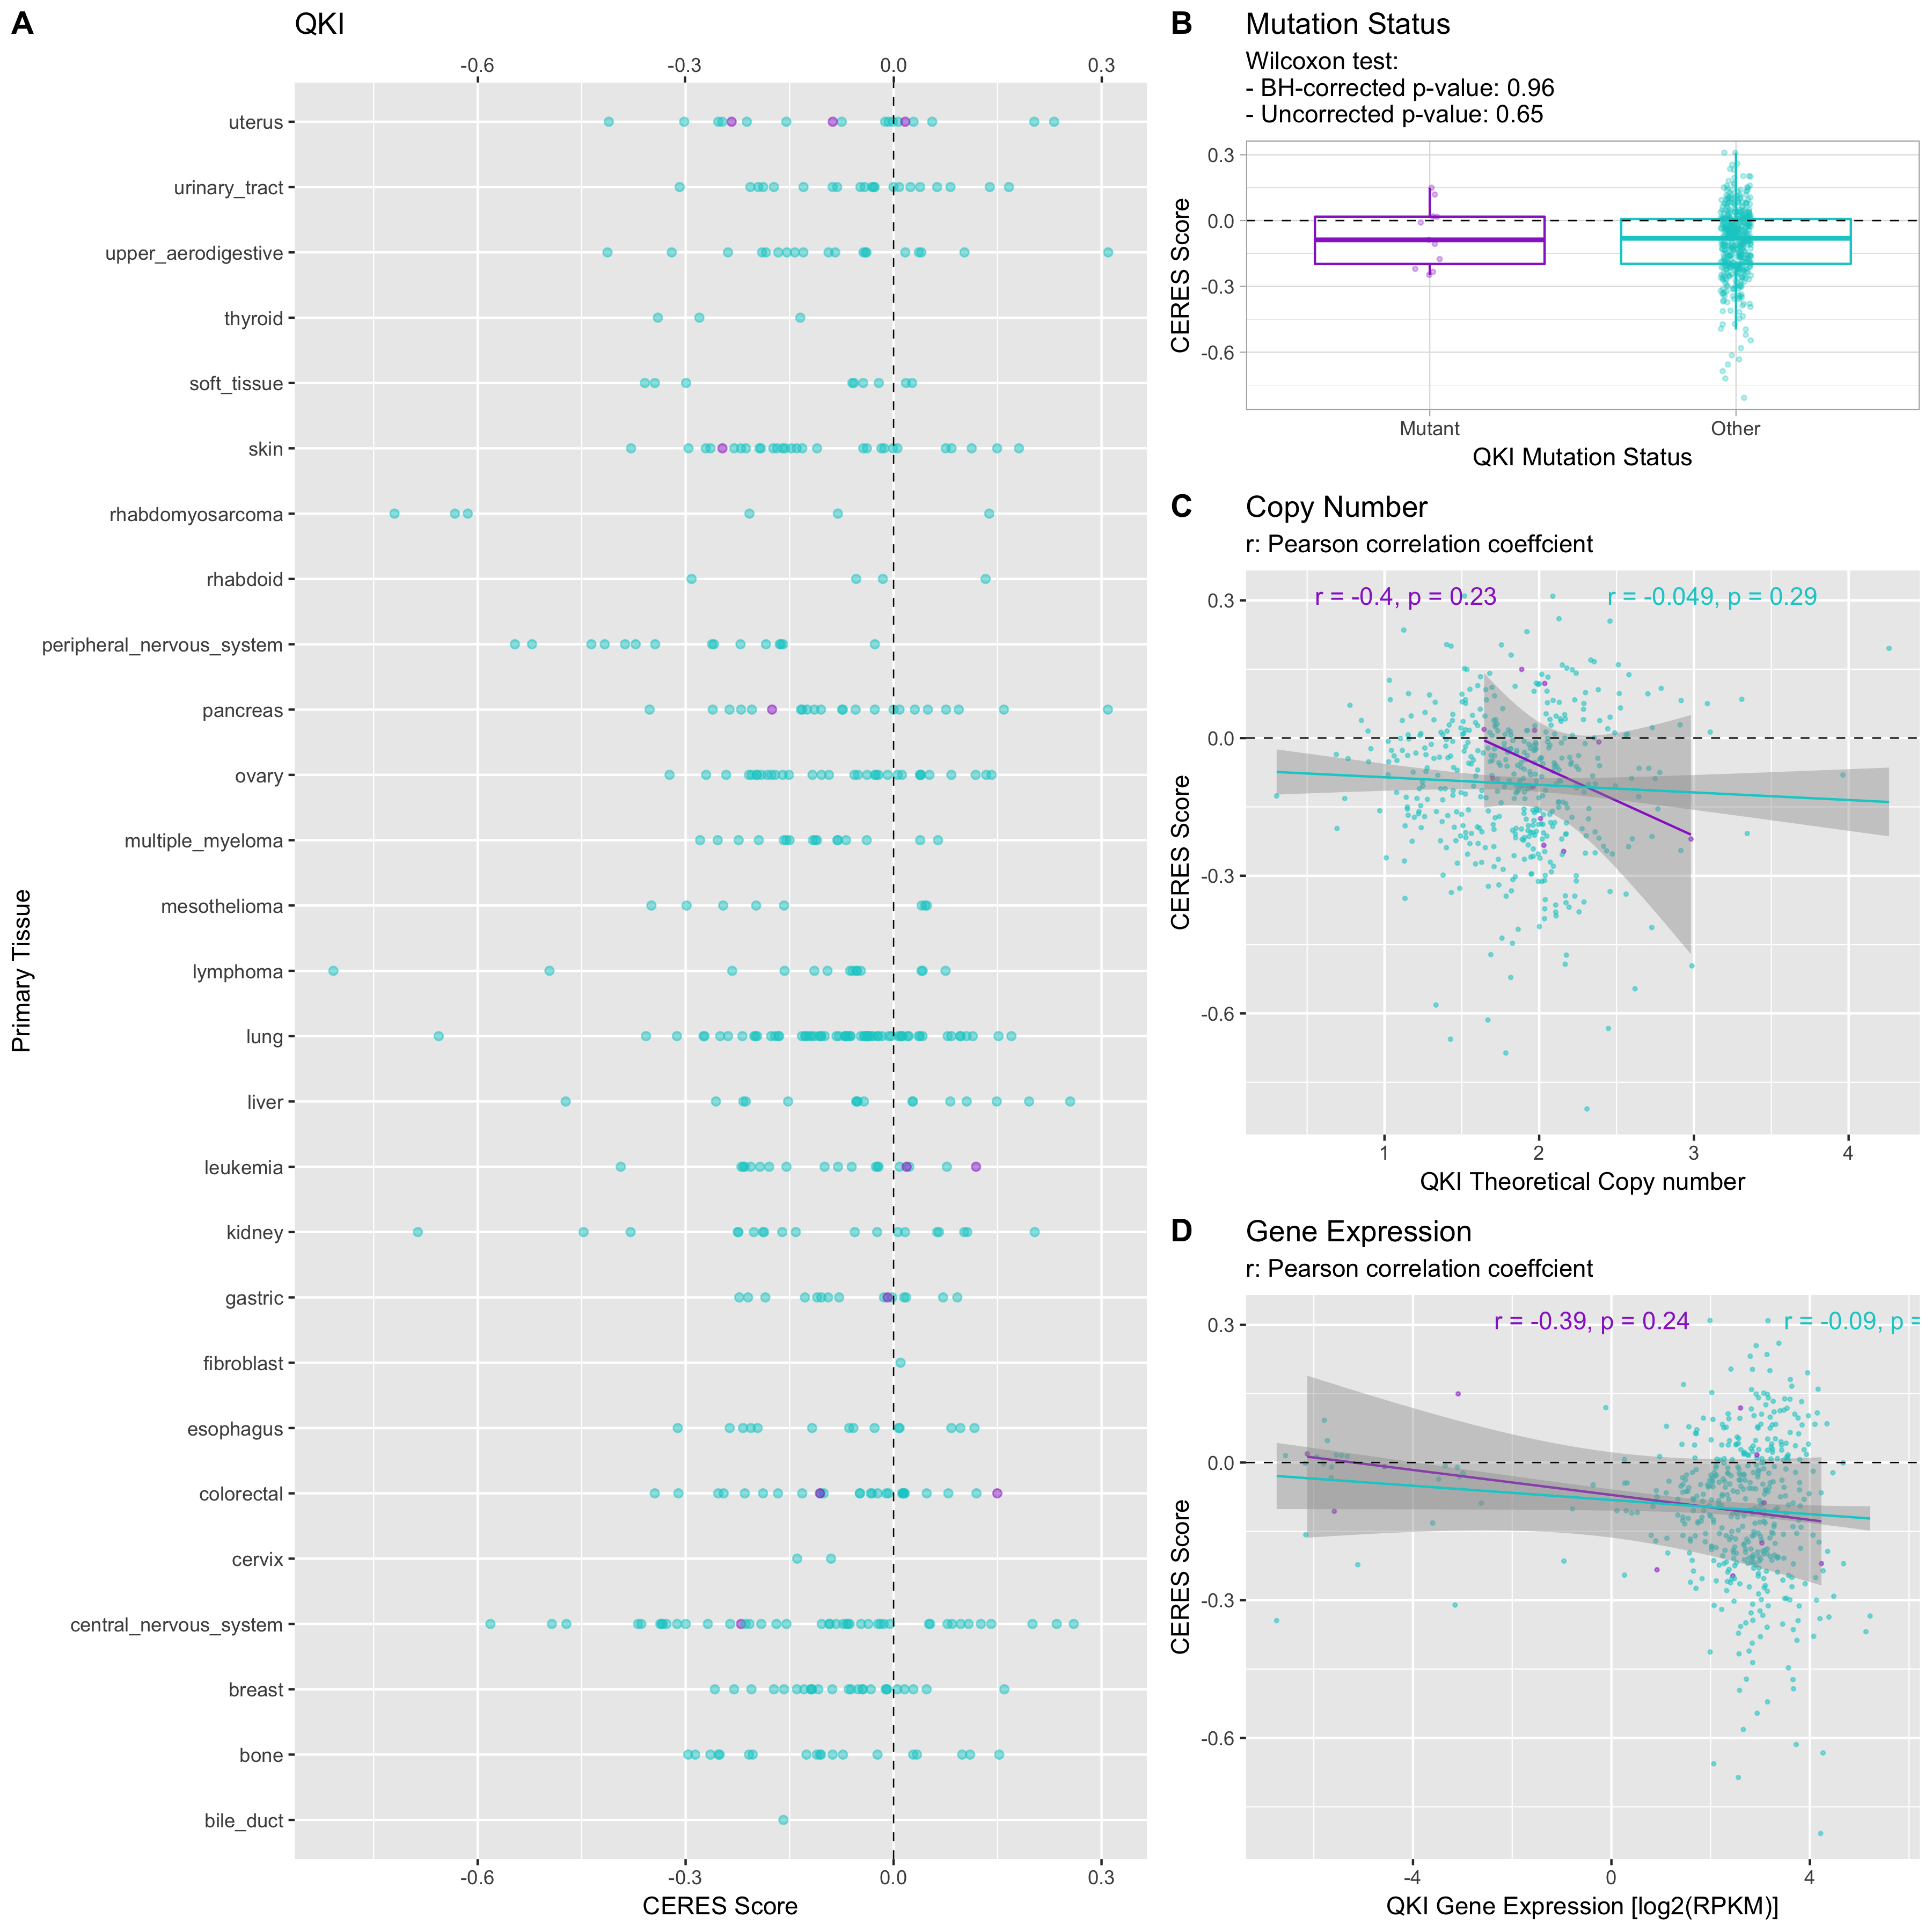 A
QKI
-0.6 -0.3 0.0 0.3
uterus
urinary_tract
upper_aerodigestive
thyroid
soft_tissue
skin
rhabdomyosarcoma
rhabdoid
peripheral_nervous_system
pancreas
ovary
multiple_myeloma
mesothelioma
lymphoma
lung
liver
leukemia
kidney
gastric
fibroblast
esophagus
colorectal
cervix
central_nervous_system
breast
bone
bile_duct
Primary Tissue
-0.6 -0.3 0.0 0.3
CERES Score
B
Mutation Status
Wilcoxon test:
- BH-corrected p-value: 0.96
- Uncorrected p-value: 0.65
0.3
0.0
-0.3
-0.6
CERES Score
Mutant Other
QKI Mutation Status
C
Copy Number
r: Pearson correlation coeffcient
r = -0.4, p = 0.23 r = -0.049, p = 0.29
0.3
0.0
-0.3
-0.6
CERES Score
1 2 3 4
QKI Theoretical Copy number
D
Gene Expression
r: Pearson correlation coeffcient
r = -0.39, p = 0.24 r = -0.09, p =
0.3
0.0
-0.3
-0.6
CERES Score
-4 0 4
QKI Gene Expression [log2(RPKM)]